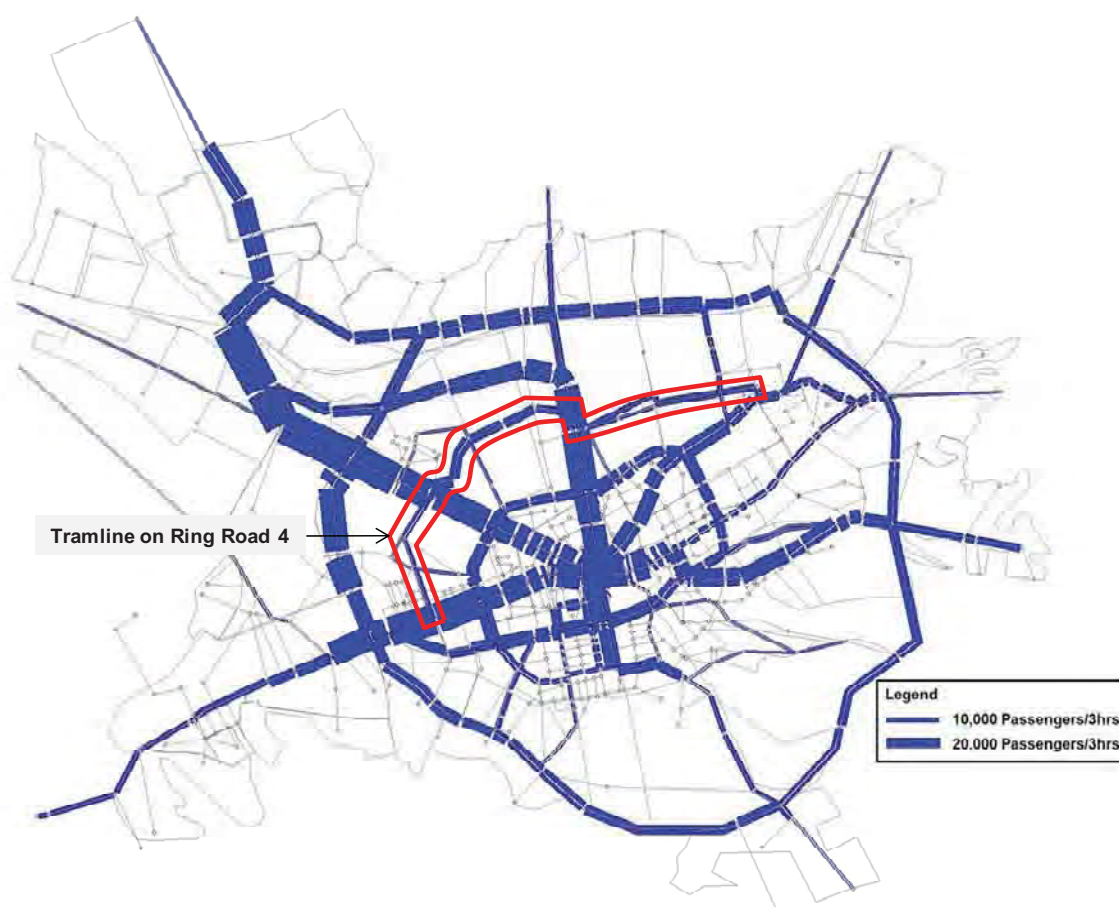 Tramline on Ring Road 4
Legend
10,000 Passengers/3hrs
20.000 Passengers/3hrs